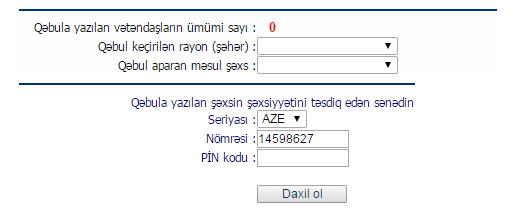 Qəbula yazılan vətəndaşların ümumi sayı : 0
Qəbul keçirilən rayon (şəhər) :
Qəbul aparan məsul şəxs :
Qəbula yazılan şəxsin şəxsiyyətini təsdiq edən sənədin
Seriyası : AZE
Nömrəsi : 14598627
PİN kodu :
Daxil ol